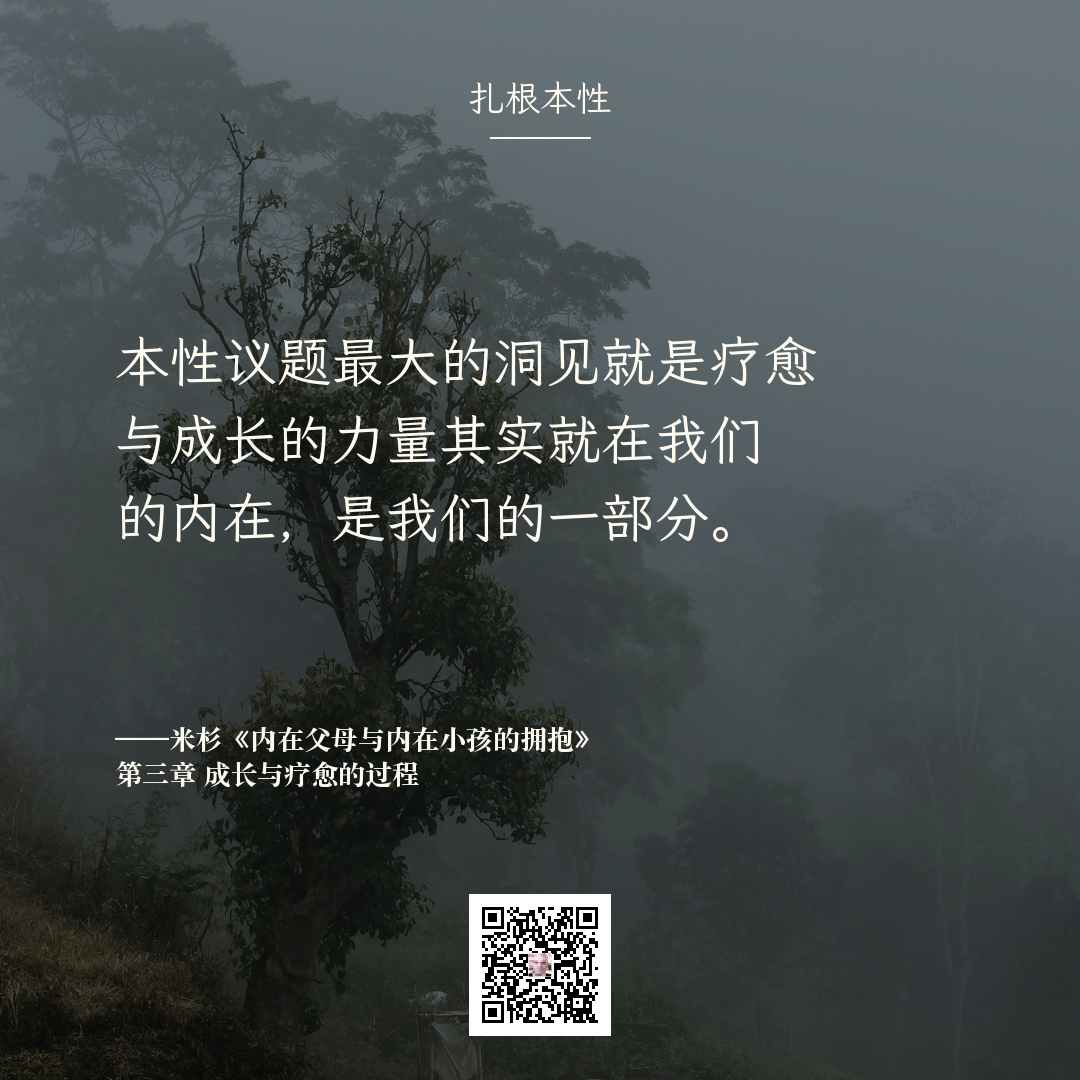 扎根本性
本性议题最大的洞见就是疗愈
与成长的力量其实就在我们
的内在，是我们的一部分。
——米杉《内在父母与内在小孩的拥抱》
第三章 成长与疗愈的过程